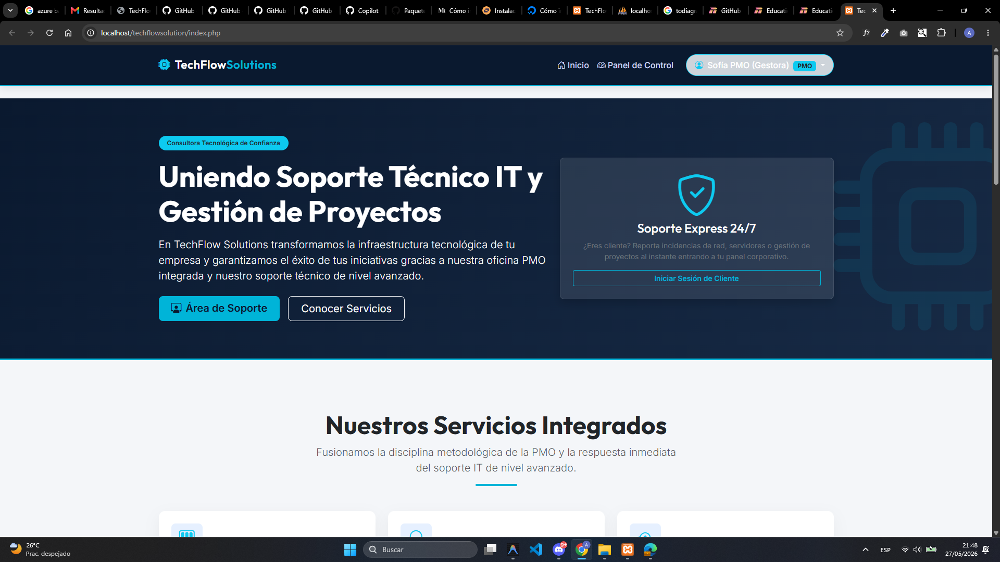 azure b
Resulta
TechFlo
GitHub
GitHub
GitHub
GitHub
Copilot
Paquet
Cómo i
Instalac
Cómo i
TechFlo
localho
todiagr
GitHub
Educati
Educati
Tec
localhost/techflowsolution/index.php
A
TechFlowSolutions
Inicio
Panel de Control
Sofía PMO (Gestora) PMO
Consultora Tecnológica de Confianza
Uniendo Soporte Técnico IT y
Gestión de Proyectos
En TechFlow Solutions transformamos la infraestructura tecnológica de tu
empresa y garantizamos el éxito de tus iniciativas gracias a nuestra oficina PMO
integrada y nuestro soporte técnico de nivel avanzado.
Área de Soporte
Conocer Servicios
Soporte Express 24/7
¿Eres cliente? Reporta incidencias de red, servidores o gestión de
proyectos al instante entrando a tu panel corporativo.
Iniciar Sesión de Cliente
Nuestros Servicios Integrados
Fusionamos la disciplina metodológica de la PMO y la respuesta inmediata
del soporte IT de nivel avanzado.
26°C
Prac. despejado
Buscar
9+
A
ESP
21:48
27/05/2026